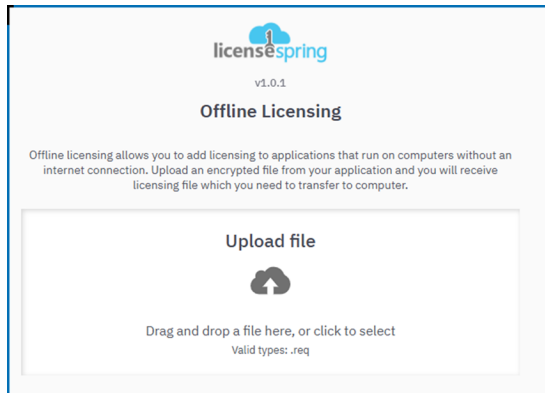 licensespring
v1.0.1
Offline Licensing
Offline licensing allows you to add licensing to applications that run on computers without an
internet connection. Upload an encrypted file from your application and you will receive
licensing file which you need to transfer to computer.
Upload file
Drag and drop a file here, or click to select
Valid types: .req